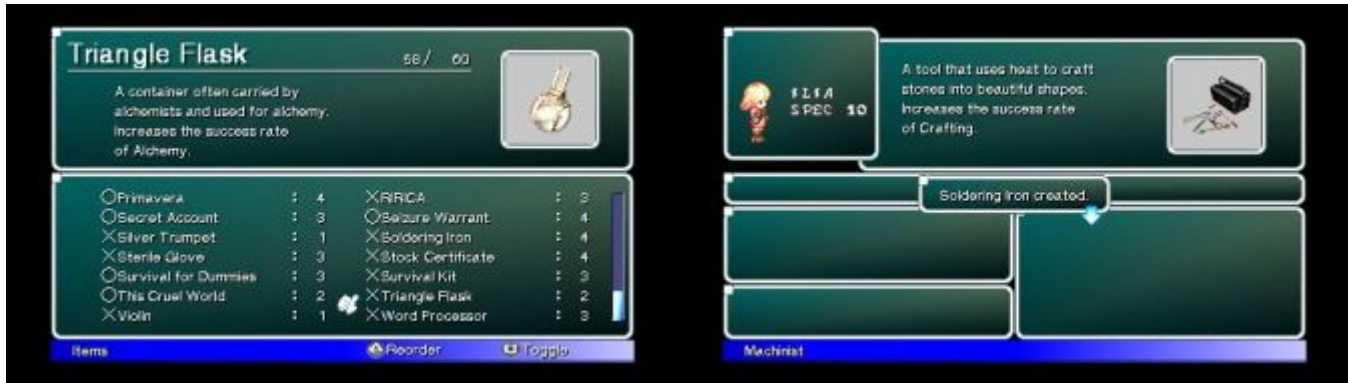 Triangle Flask
58/ 60
A container often carried by
alchemists and used for alchemy.
Increases the success rate
of Alchemy.
○Primavera : 4 ×RIRICA : 3
○Secret Account : 3 ○Seizure Warrant : 4
×Silver Trumpet : 1 ×Soldering Iron : 4
×Sterile Glove : 3 ×Stock Certificate : 4
○Survival for Dummies : 3 ×Survival Kit : 3
○This Cruel World : 2 ×Triangle Flask : 2
×Violin : 1 ×Word Processor : 3
Items Reorder Toggle
SPEC 10
A tool that uses heat to craft
stones into beautiful shapes.
Increases the success rate
of Crafting.
Soldering Iron created.
Machinist